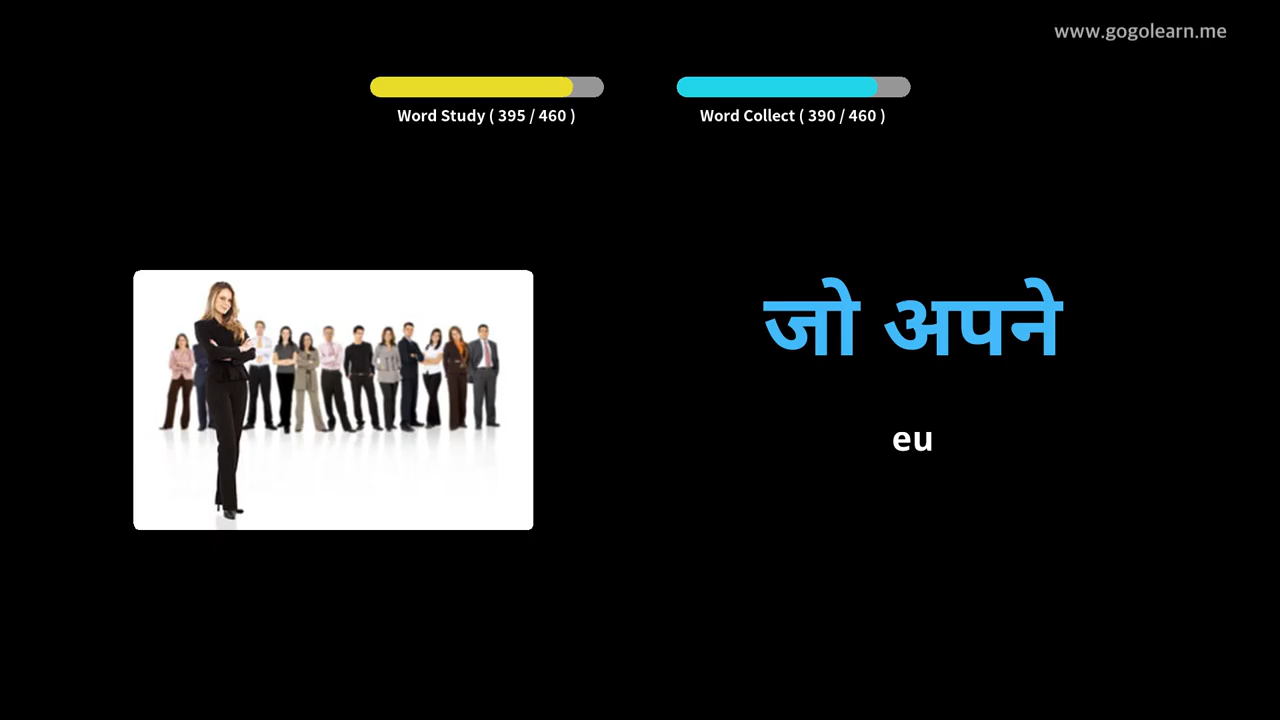 www.gogolearn.me
Word Study ( 395 / 460 )
Word Collect ( 390 / 460 )
जो अपने
eu